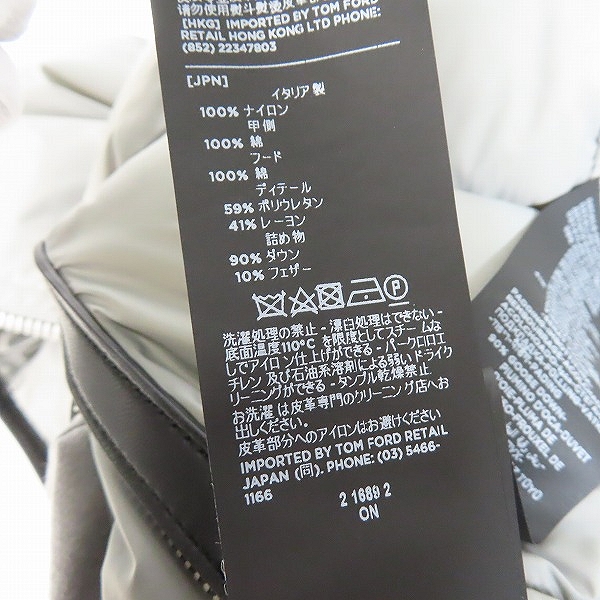 [HKG] IMPORTED BY TOM FORD
RETAIL HONG KONG LTD PHONE:
(852) 22347803
[JPN]
イタリア製
100% ナイロン
甲側
100% 綿
フード
100% 綿
ディテール
59% ポリウレタン
41% レーヨン
詰め物
90% ダウン
10% フェザー
洗濯処理の禁止 - 漂白処理はできない -
底面温度110℃ を限度としてスチームな
しでアイロン仕上げができる - パークロロエ
チレン 及び石油系溶剤による弱いドライク
リーニングができる - タンブル乾燥禁止
お洗濯 は皮革専門のクリーニング店へお
出しください。
皮革部分へのアイロンはお避けください
IMPORTED BY TOM FORD RETAIL
JAPAN (同). PHONE: (03) 5466-
1166
2 1689 2
ON